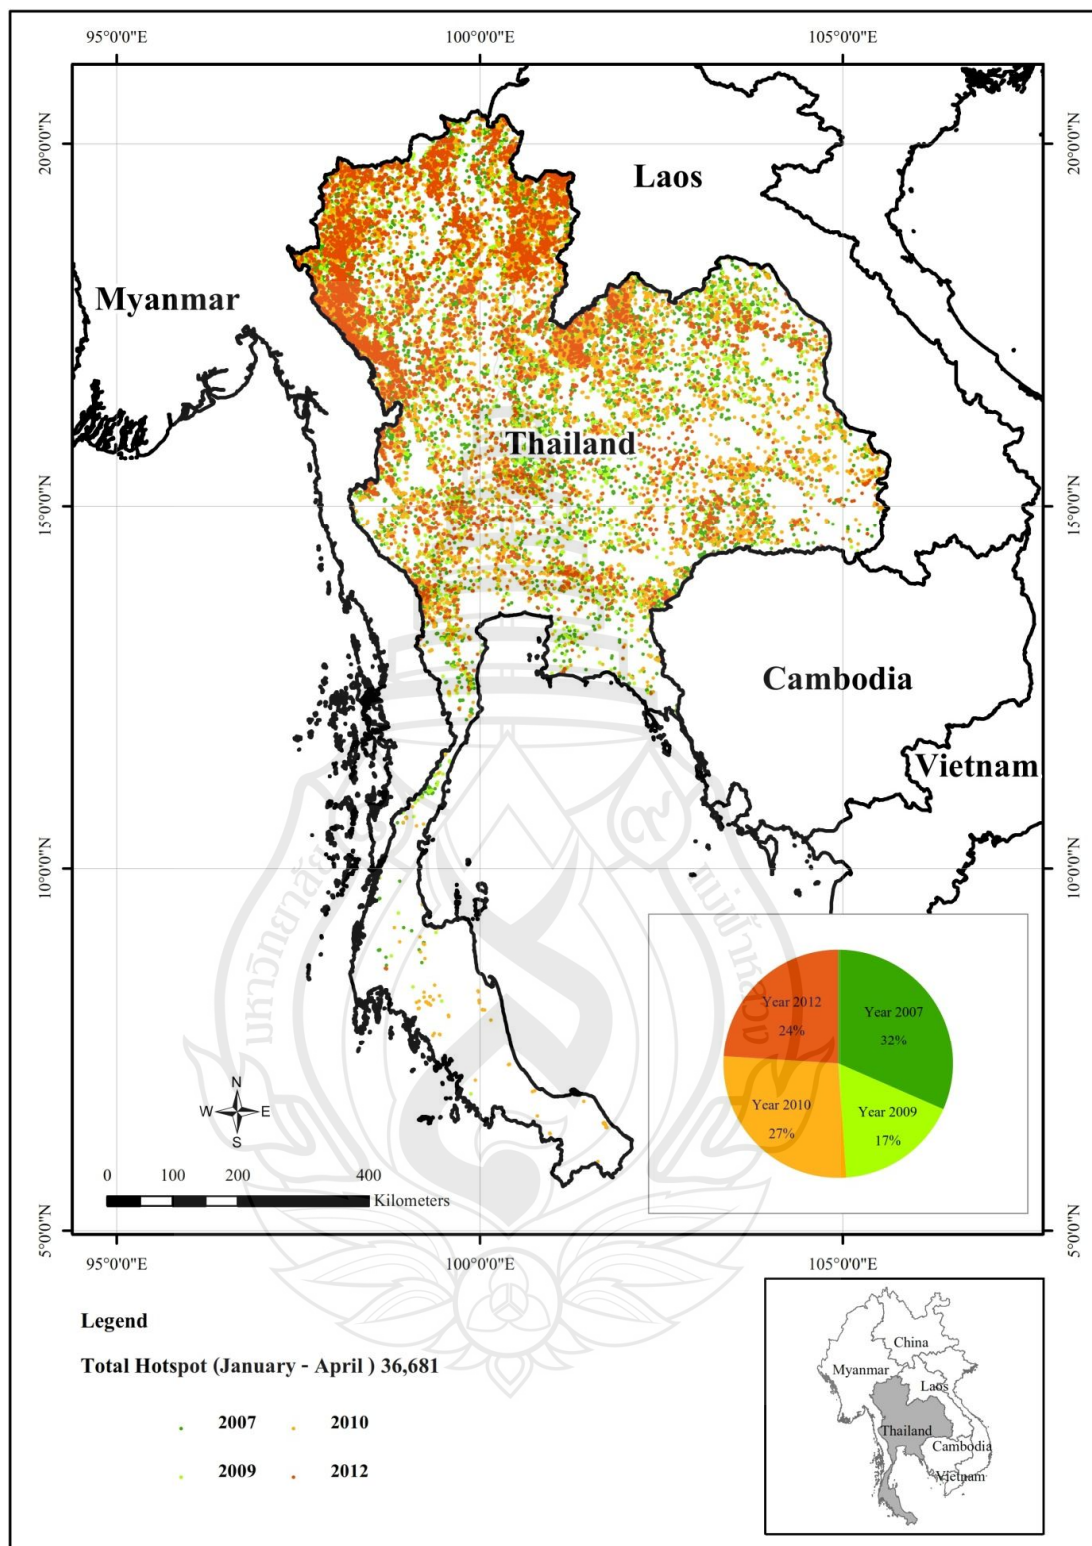 95°0'0"E 100°0'0"E 105°0'0"E
20°0'0"N 20°0'0"N
Laos
Myanmar
Thailand
15°0'0"N 15°0'0"N
Cambodia
Vietnam
10°0'0"N 10°0'0"N
Year 2012
24%
Year 2007
32%
Year 2010
27%
Year 2009
17%
N
W E
S
0 100 200 400
Kilometers
5°0'0"N 5°0'0"N
95°0'0"E 100°0'0"E 105°0'0"E
Legend
Total Hotspot (January - April ) 36,681
2007 2010
2009 2012
China
Myanmar
Laos
Thailand
Cambodia
Vietnam